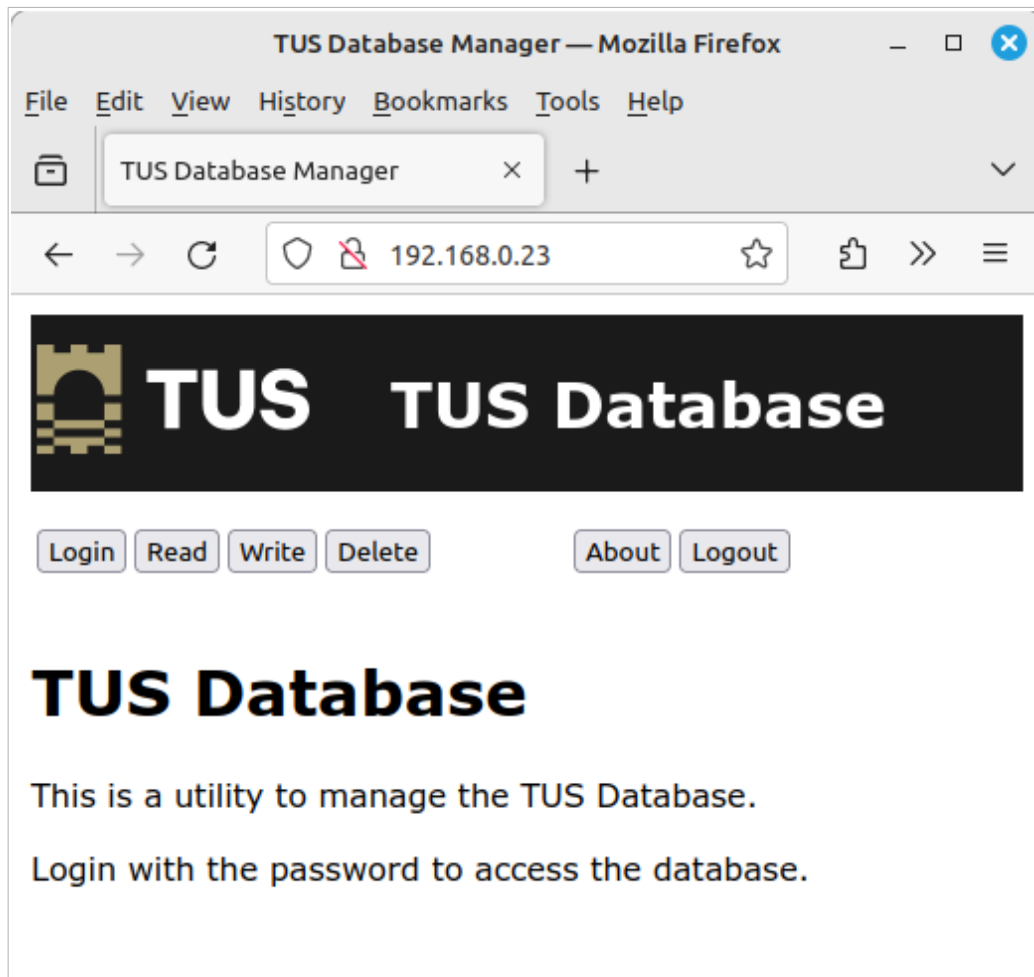 TUS Database Manager — Mozilla Firefox
File Edit View History Bookmarks Tools Help
TUS Database Manager
192.168.0.23
TUS TUS Database
Login Read Write Delete About Logout
TUS Database
This is a utility to manage the TUS Database.
Login with the password to access the database.